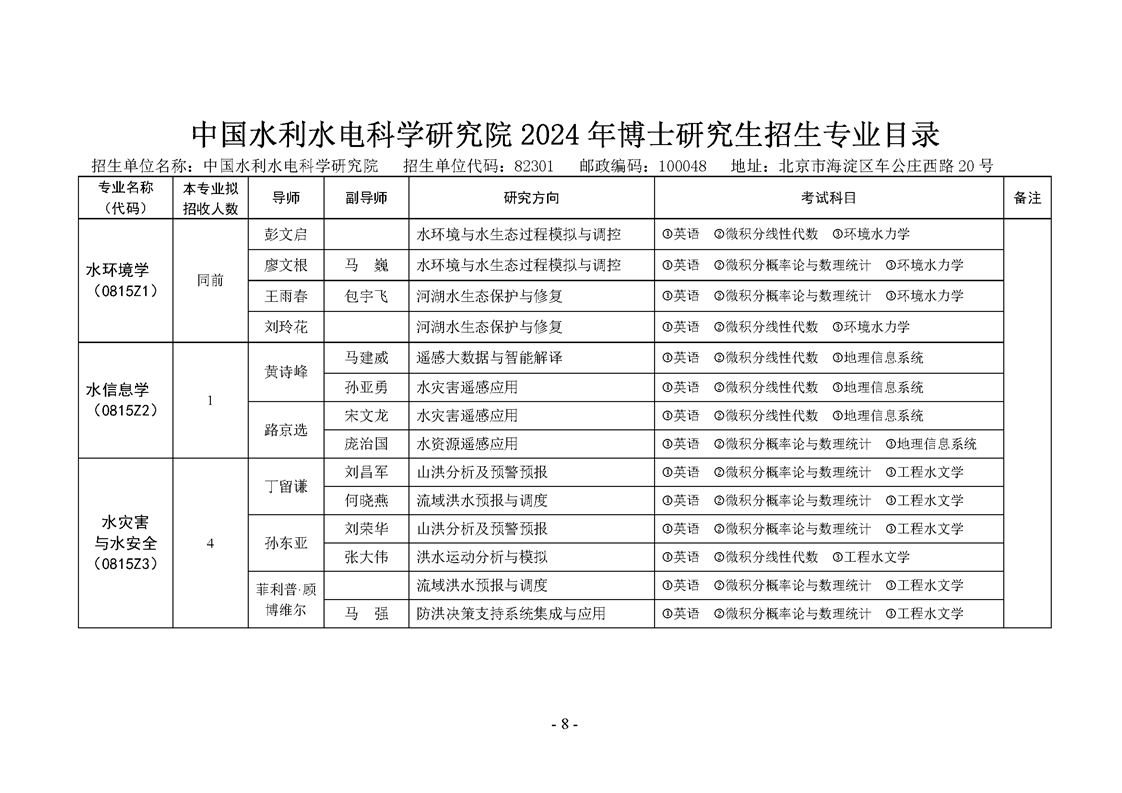 中国水利水电科学研究院 2024 年博士研究生招生专业目录
招生单位名称：中国水利水电科学研究院 招生单位代码：82301 邮政编码：100048 地址：北京市海淀区车公庄西路 20 号
专业名称（代码） 本专业拟招收人数 导师 副导师 研究方向 考试科目 备注
水环境学（0815Z1） 同前 彭文启 水环境与水生态过程模拟与调控 ①英语 ②微积分线性代数 ③环境水力学
廖文根 马 巍 水环境与水生态过程模拟与调控 ①英语 ②微积分概率论与数理统计 ③环境水力学
王雨春 包宇飞 河湖水生态保护与修复 ①英语 ②微积分概率论与数理统计 ③环境水力学
刘玲花 河湖水生态保护与修复 ①英语 ②微积分线性代数 ③环境水力学
水信息学（0815Z2） 1 黄诗峰 马建威 遥感大数据与智能解译 ①英语 ②微积分线性代数 ③地理信息系统
孙亚勇 水灾害遥感应用 ①英语 ②微积分线性代数 ③地理信息系统
路京选 宋文龙 水灾害遥感应用 ①英语 ②微积分线性代数 ③地理信息系统
庞治国 水资源遥感应用 ①英语 ②微积分概率论与数理统计 ③地理信息系统
水灾害与水安全（0815Z3） 4 丁留谦 刘昌军 山洪分析及预警预报 ①英语 ②微积分概率论与数理统计 ③工程水文学
何晓燕 流域洪水预报与调度 ①英语 ②微积分概率论与数理统计 ③工程水文学
孙东亚 刘荣华 山洪分析及预警预报 ①英语 ②微积分概率论与数理统计 ③工程水文学
张大伟 洪水运动分析与模拟 ①英语 ②微积分线性代数 ③工程水文学
菲利普·顾博维尔 流域洪水预报与调度 ①英语 ②微积分概率论与数理统计 ③工程水文学
马 强 防洪决策支持系统集成与应用 ①英语 ②微积分概率论与数理统计 ③工程水文学
- 8 -